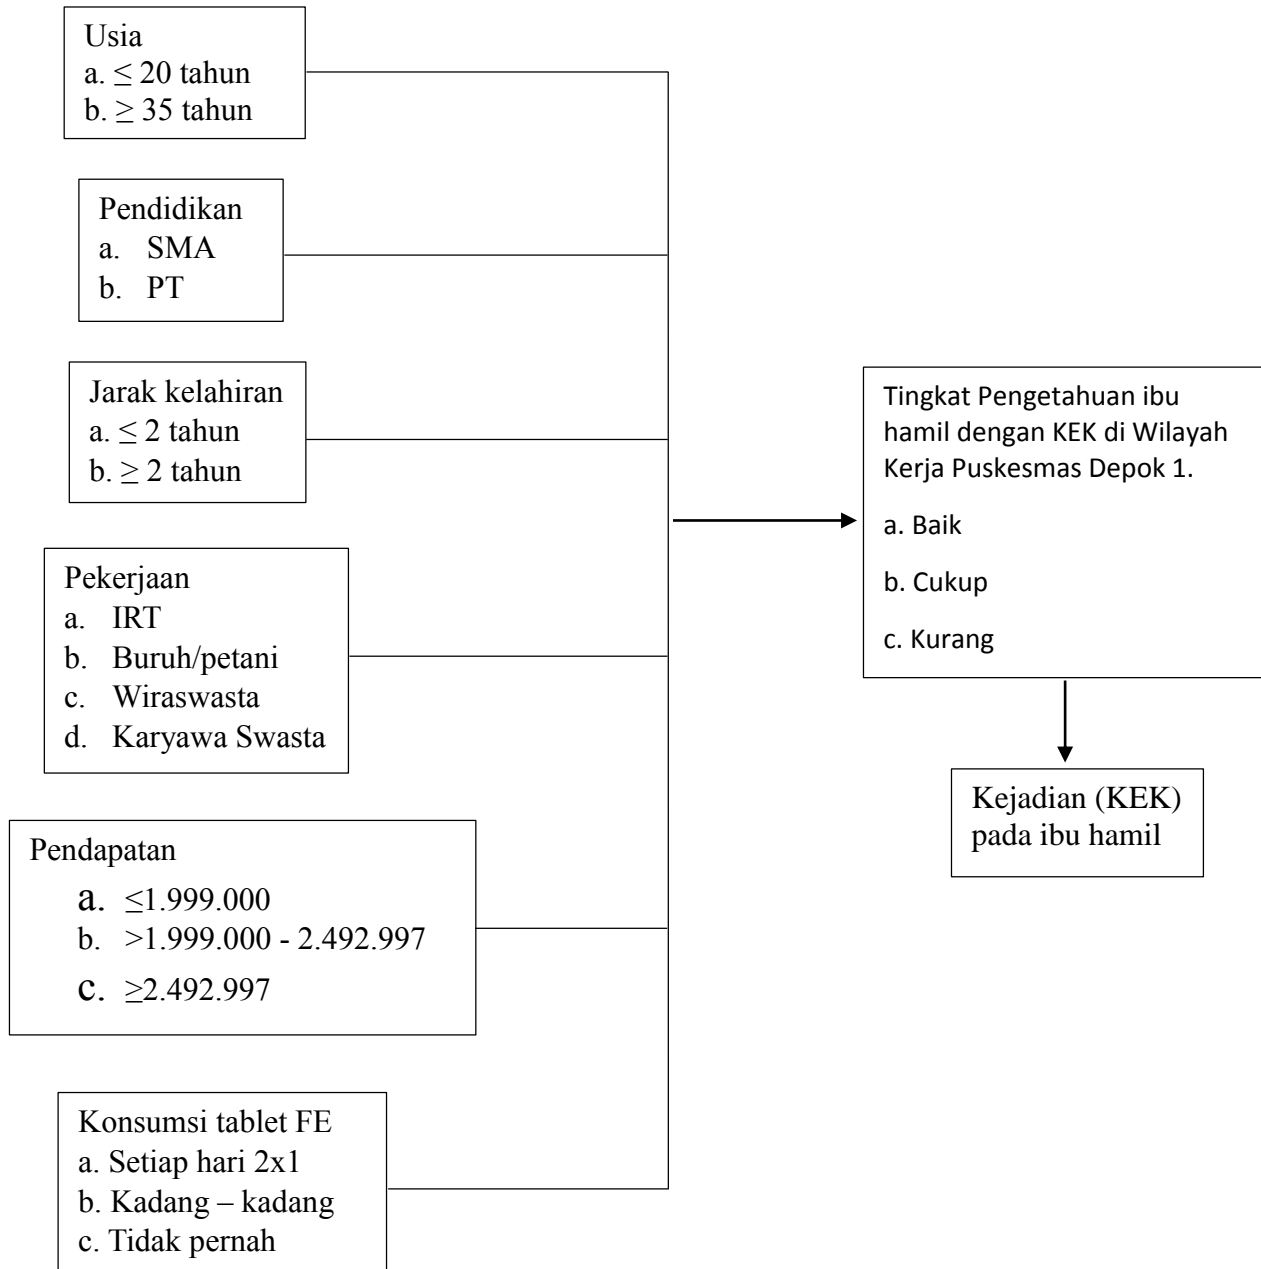 Usia
a. ≤ 20 tahun
b. ≥ 35 tahun
Pendidikan
a. SMA
b. PT
Jarak kelahiran
a. ≤ 2 tahun
b. ≥ 2 tahun
Pekerjaan
a. IRT
b. Buruh/petani
c. Wiraswasta
d. Karyawa Swasta
Pendapatan
a. ≤1.999.000
b. >1.999.000 - 2.492.997
c. ≥2.492.997
Konsumsi tablet FE
a. Setiap hari 2x1
b. Kadang – kadang
c. Tidak pernah
Tingkat Pengetahuan ibu
hamil dengan KEK di Wilayah
Kerja Puskesmas Depok 1.
a. Baik
b. Cukup
c. Kurang
Kejadian (KEK)
pada ibu hamil